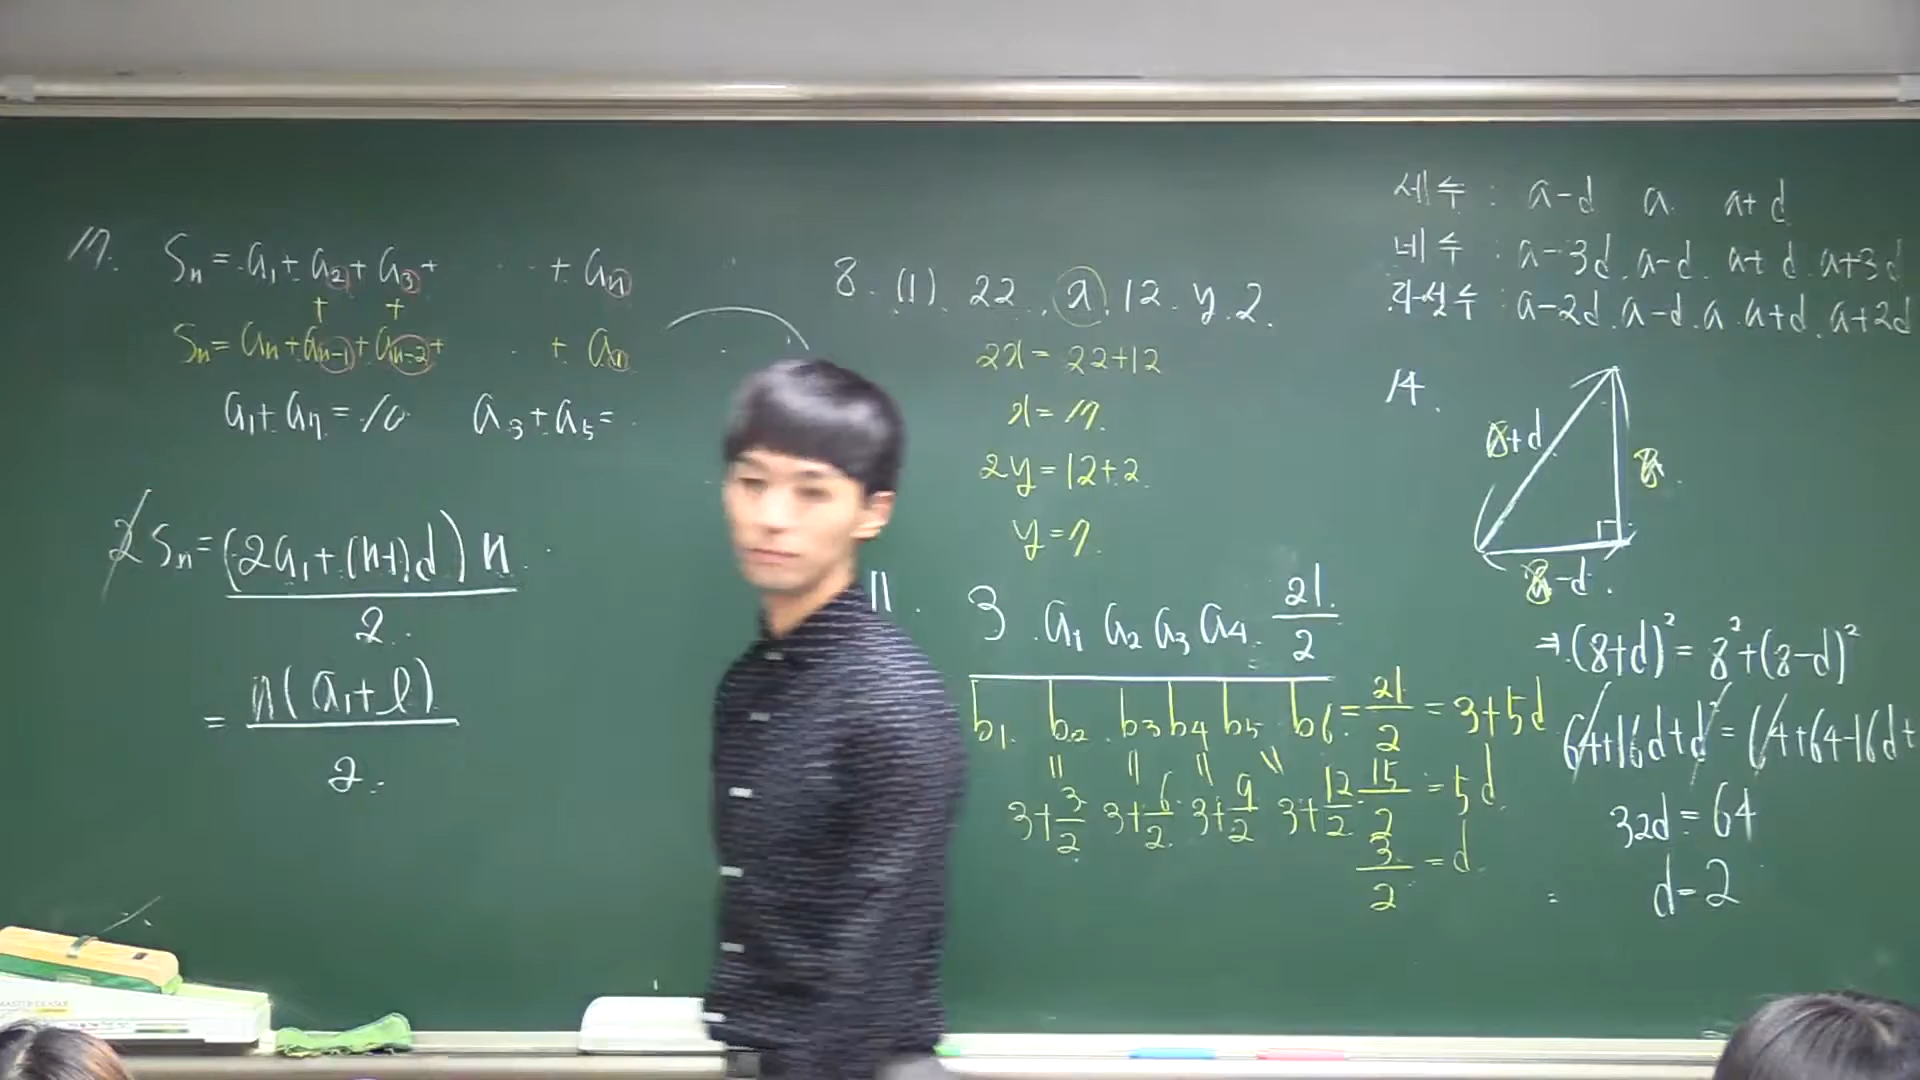 17. Sn = a1 + a2 + a3 + · · + an
+ +
Sn = an + an-1 + an-2 + · + a1
a1 + a7 = 10 a3 + a5 =
2Sn = (2a1 + (n-1)d) n
2
= n(a1 + l)
2
8. (1) 22, x, 12, y, 2.
2x = 22+12
x = 17.
2y = 12+2
y = 7.
11. 3 a1 a2 a3 a4 21/2
b1 b2 b3 b4 b5 b6 = 21/2 = 3+5d
3+3/2 3+6/2 3+9/2 3+12/2
15/2 = 5d
3/2 = d
세수 : a-d a a+d
네수 : a-3d, a-d, a+d, a+3d
다섯수 : a-2d, a-d, a, a+d, a+2d
14.
8+d
8
8-d
⇒ (8+d)² = 8² + (8-d)²
64+16d+d² = 64+64-16d+
32d = 64
d=2